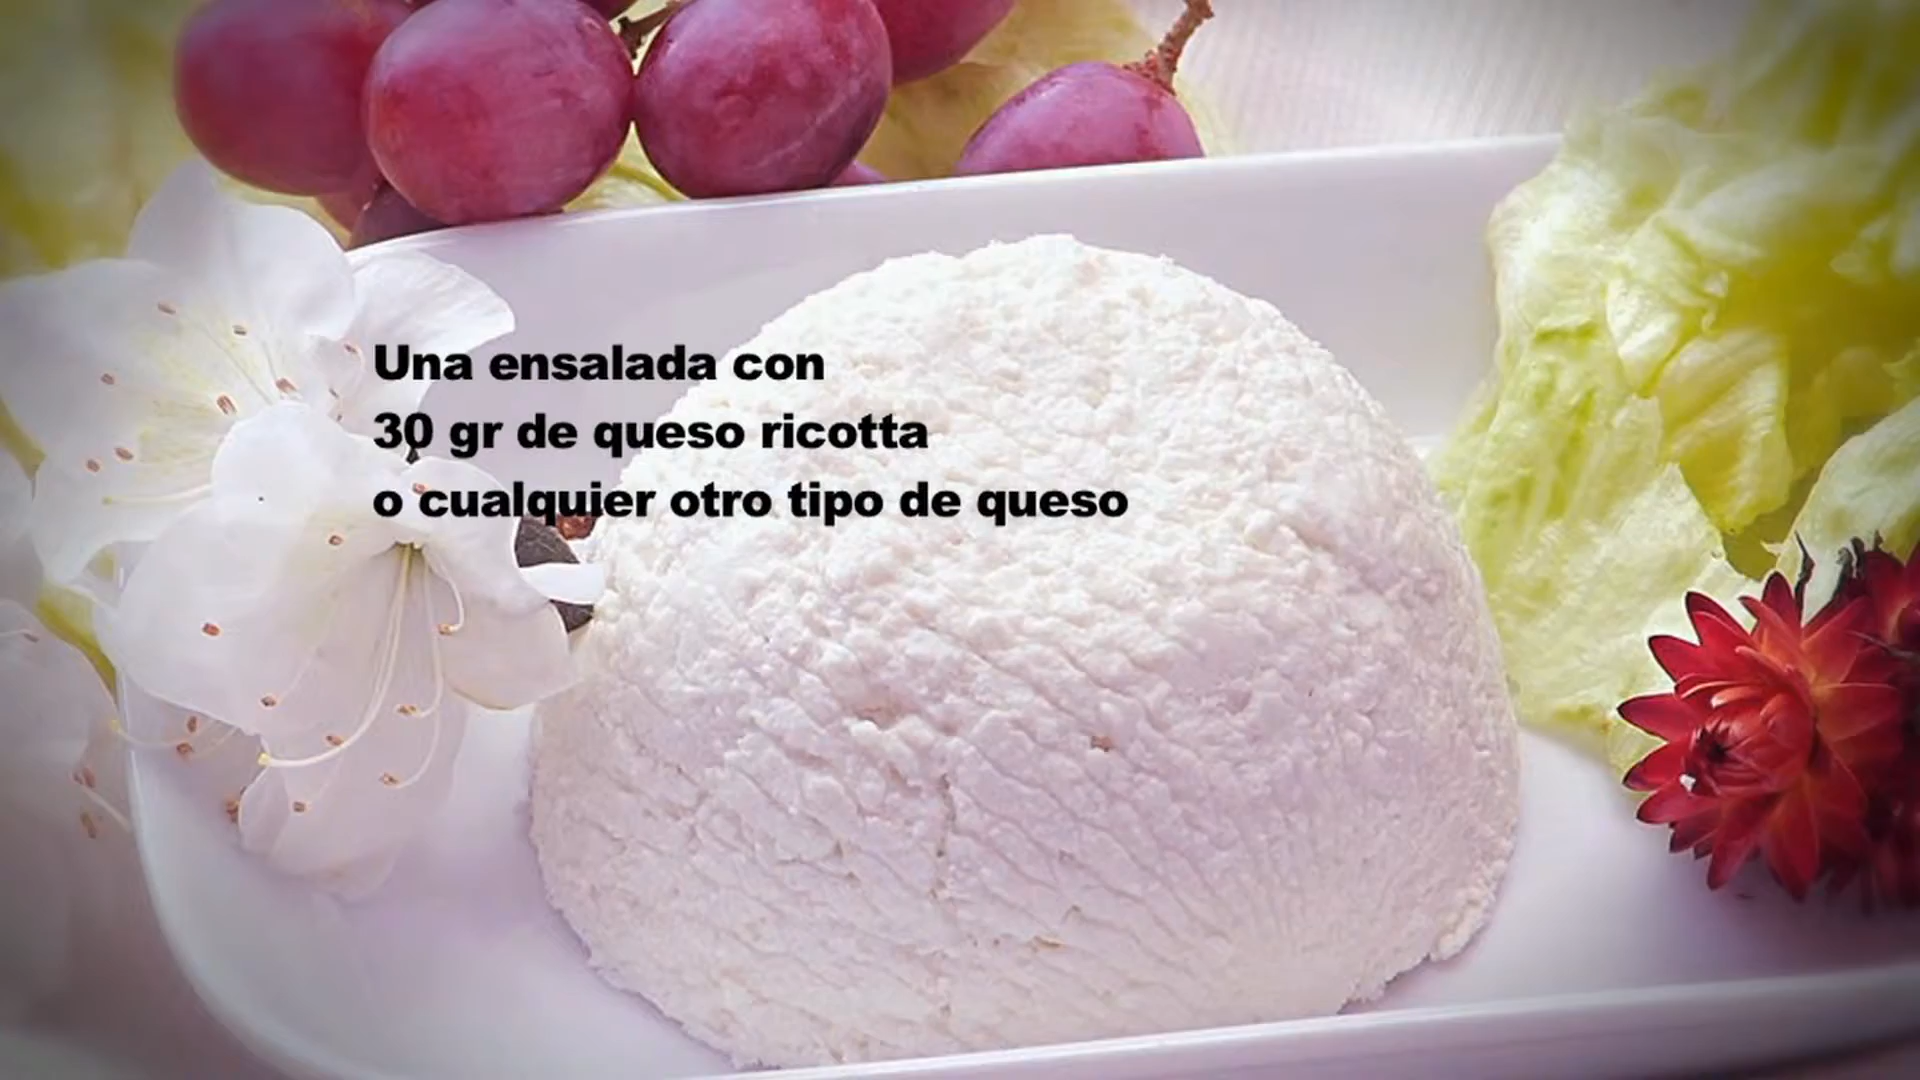 Una ensalada con
30 gr de queso ricotta
o cualquier otro tipo de queso